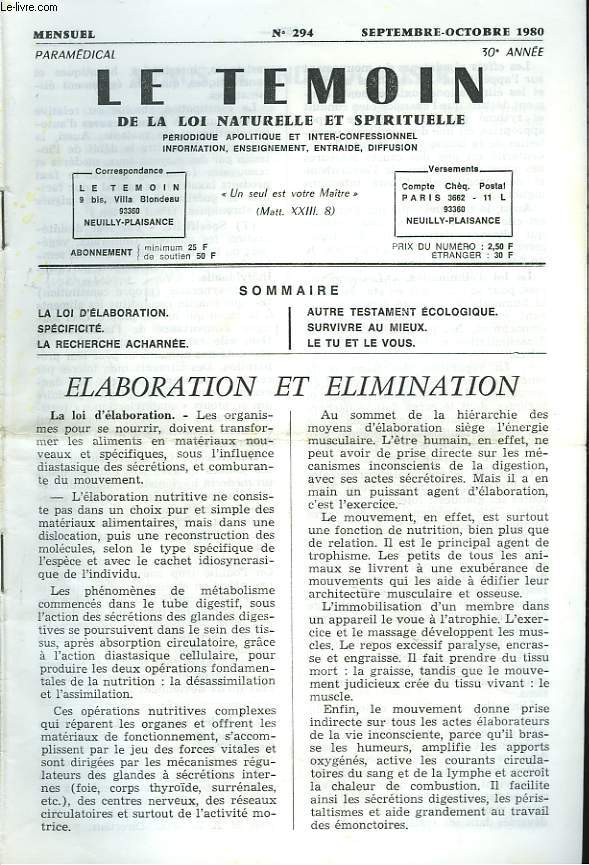 Le-livre.com
MENSUEL N° 294 SEPTEMBRE-OCTOBRE 1980
PARAMÉDICAL 30e ANNÉE
LE TEMOIN
DE LA LOI NATURELLE ET SPIRITUELLE
PÉRIODIQUE APOLITIQUE ET INTER-CONFESSIONNEL
INFORMATION, ENSEIGNEMENT, ENTRAIDE, DIFFUSION
Correspondance
LE TEMOIN
9 bis, Villa Blondeau
93360
NEUILLY-PLAISANCE
« Un seul est votre Maître »
(Matt. XXIII. 8)
Versements
Compte Chèq. Postal
PARIS 3662 - 11 L
93360
NEUILLY-PLAISANCE
ABONNEMENT minimum 25 F
de soutien 50 F
PRIX DU NUMÉRO : 2,50 F
ÉTRANGER : 30 F
SOMMAIRE
LA LOI D'ÉLABORATION.
SPÉCIFICITÉ.
LA RECHERCHE ACHARNÉE.
AUTRE TESTAMENT ÉCOLOGIQUE.
SURVIVRE AU MIEUX.
LE TU ET LE VOUS.
ELABORATION ET ELIMINATION
La loi d'élaboration. - Les organis-
mes pour se nourrir, doivent transfor-
mer les aliments en matériaux nou-
veaux et spécifiques, sous l'influence
diastasique des sécrétions, et comburan-
te du mouvement.
— L'élaboration nutritive ne consis-
te pas dans un choix pur et simple des
matériaux alimentaires, mais dans une
dislocation, puis une reconstruction des
molécules, selon le type spécifique de
l'espèce et avec le cachet idiosyncrasi-
que de l'individu.
Les phénomènes de métabolisme
commencés dans le tube digestif, sous
l'action des sécrétions des glandes diges-
tives se poursuivent dans le sein des tis-
sus, après absorption circulatoire, grâce
à l'action diastasique cellulaire, pour
produire les deux opérations fondamen-
tales de la nutrition : la désassimilation
et l'assimilation.
Ces opérations nutritives complexes
qui réparent les organes et offrent les
matériaux de fonctionnement, s'accom-
plissent par le jeu des forces vitales et
sont dirigées par les mécanismes régu-
lateurs des glandes à sécrétions inter-
nes (foie, corps thyroïde, surrénales,
etc.), des centres nerveux, des réseaux
circulatoires et surtout de l'activité mo-
trice.
Au sommet de la hiérarchie des
moyens d'élaboration siège l'énergie
musculaire. L'être humain, en effet, ne
peut avoir de prise directe sur les mé-
canismes inconscients de la digestion,
avec ses actes sécrétoires. Mais il a en
main un puissant agent d'élaboration,
c'est l'exercice.
Le mouvement, en effet, est surtout
une fonction de nutrition, bien plus que
de relation. Il est le principal agent de
trophisme. Les petits de tous les ani-
maux se livrent à une exubérance de
mouvements qui les aide à édifier leur
architecture musculaire et osseuse.
L'immobilisation d'un membre dans
un appareil le voue à l'atrophie. L'exer-
cice et le massage développent les mus-
cles. Le repos excessif paralyse, encras-
se et engraisse. Il fait prendre du tissu
mort : la graisse, tandis que le mouve-
ment judicieux crée du tissu vivant : le
muscle.
Enfin, le mouvement donne prise
indirecte sur tous les actes élaborateurs
de la vie inconsciente, parce qu'il bras-
se les humeurs, amplifie les apports
oxygénés, active les courants circula-
toires du sang et de la lymphe et accroît
la chaleur de combustion. Il facilite
ainsi les sécrétions digestives, les péris-
taltismes et aide grandement au travail
des émonctoires.